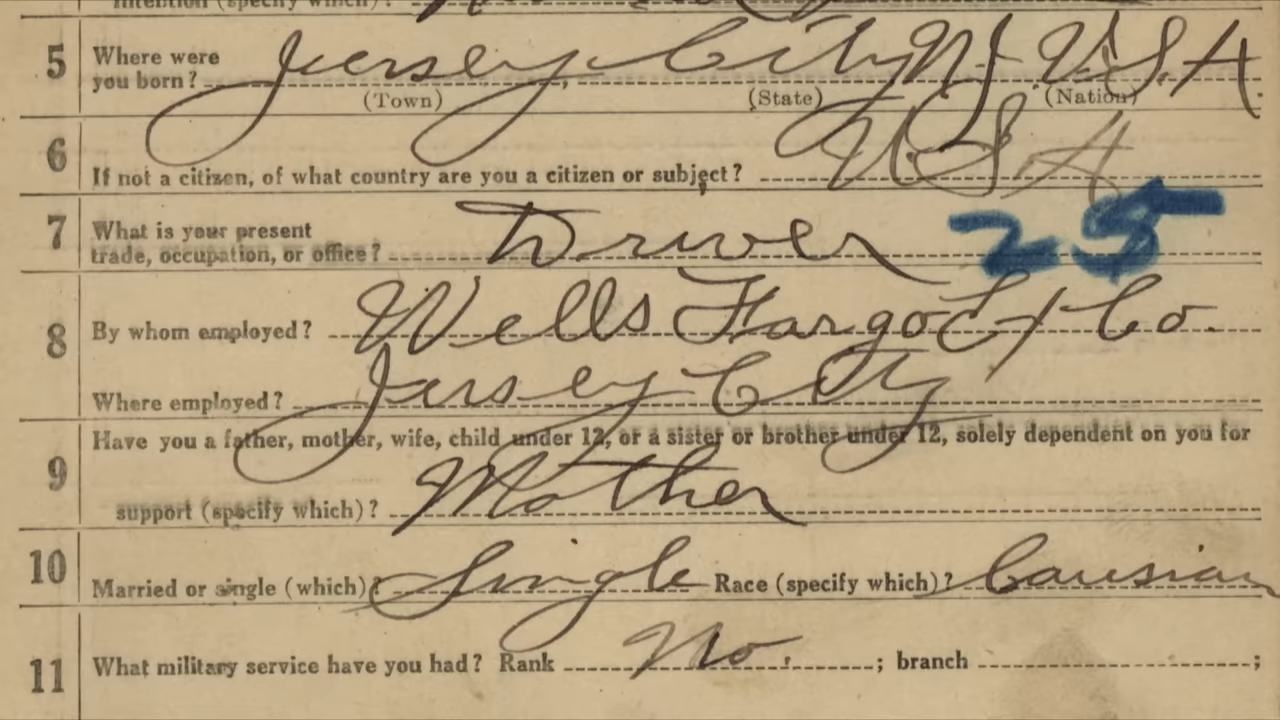 5 Where were
you born? Jersey City N J U.S.A.
(Town) (State) (Nation)
6 If not a citizen, of what country are you a citizen or subject? U.S A
7 What is your present
trade, occupation, or office? Driver 25
8 By whom employed? Wells Fargo Ex Co.
Where employed? Jersey City
9 Have you a father, mother, wife, child under 12, or a sister or brother under 12, solely dependent on you for
support (specify which)? Mother
10 Married or single (which)? Single Race (specify which)? Causian
11 What military service have you had? Rank No. ; branch ;